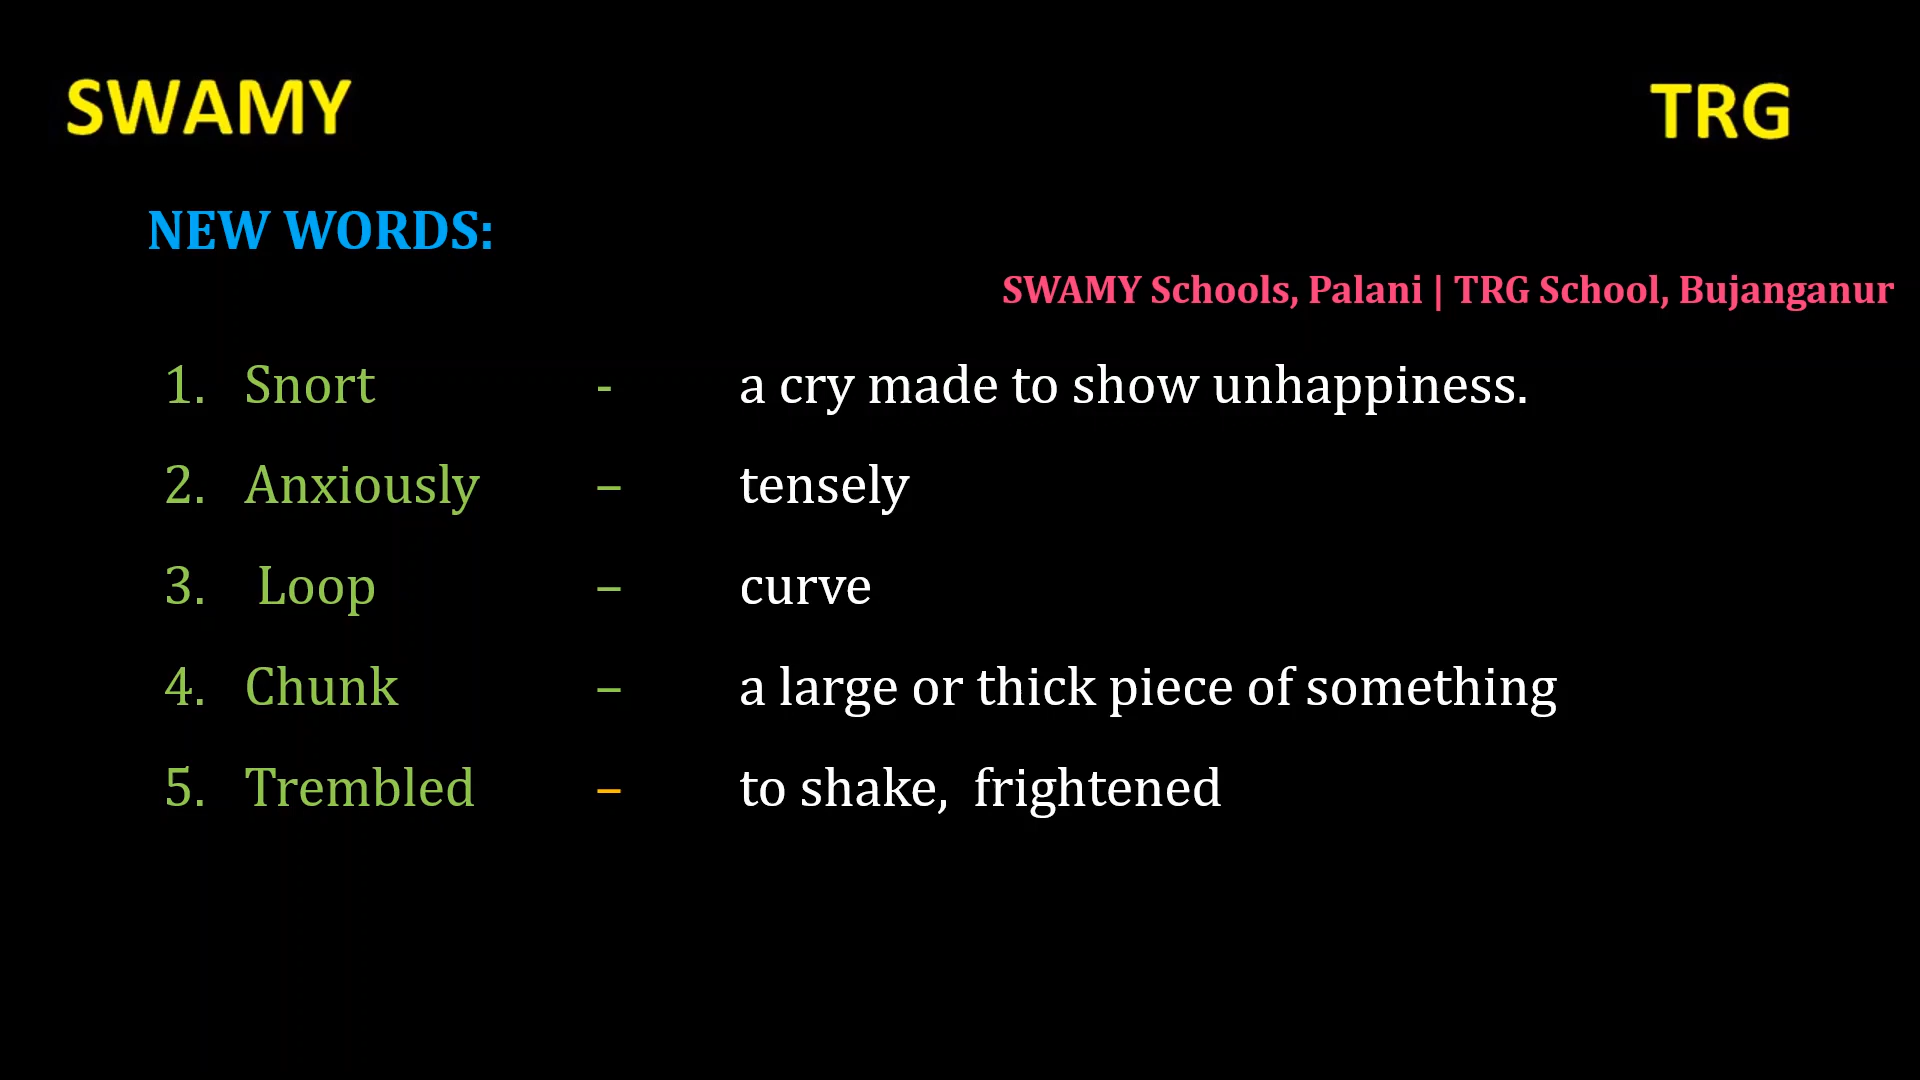 SWAMY TRG
NEW WORDS:
SWAMY Schools, Palani | TRG School, Bujanganur
1. Snort - a cry made to show unhappiness.
2. Anxiously – tensely
3. Loop – curve
4. Chunk – a large or thick piece of something
5. Trembled – to shake, frightened